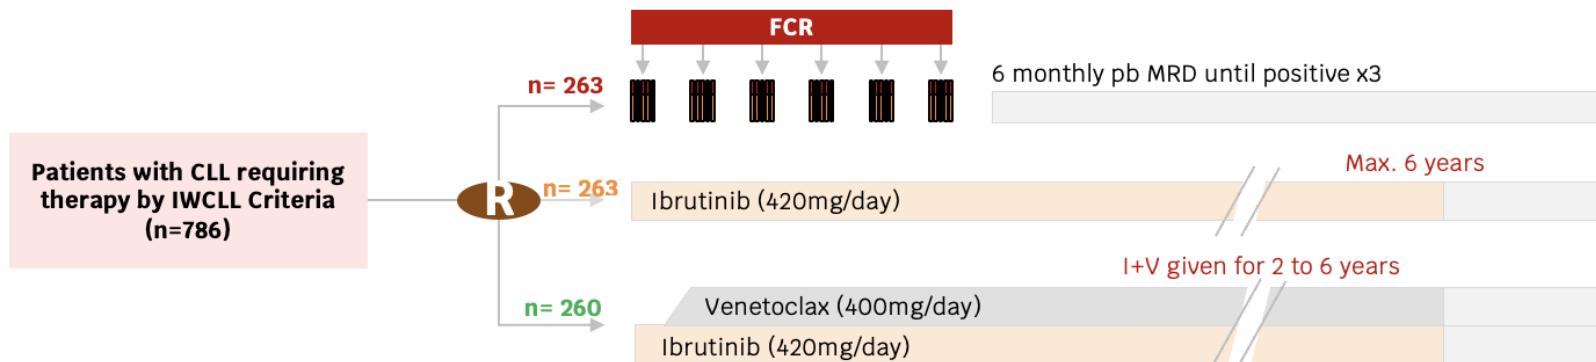 FCR
n= 263
6 monthly pb MRD until positive x3
Patients with CLL requiring
therapy by IWCLL Criteria
(n=786)
R
n= 263
Max. 6 years
Ibrutinib (420mg/day)
I+V given for 2 to 6 years
n= 260
Venetoclax (400mg/day)
Ibrutinib (420mg/day)